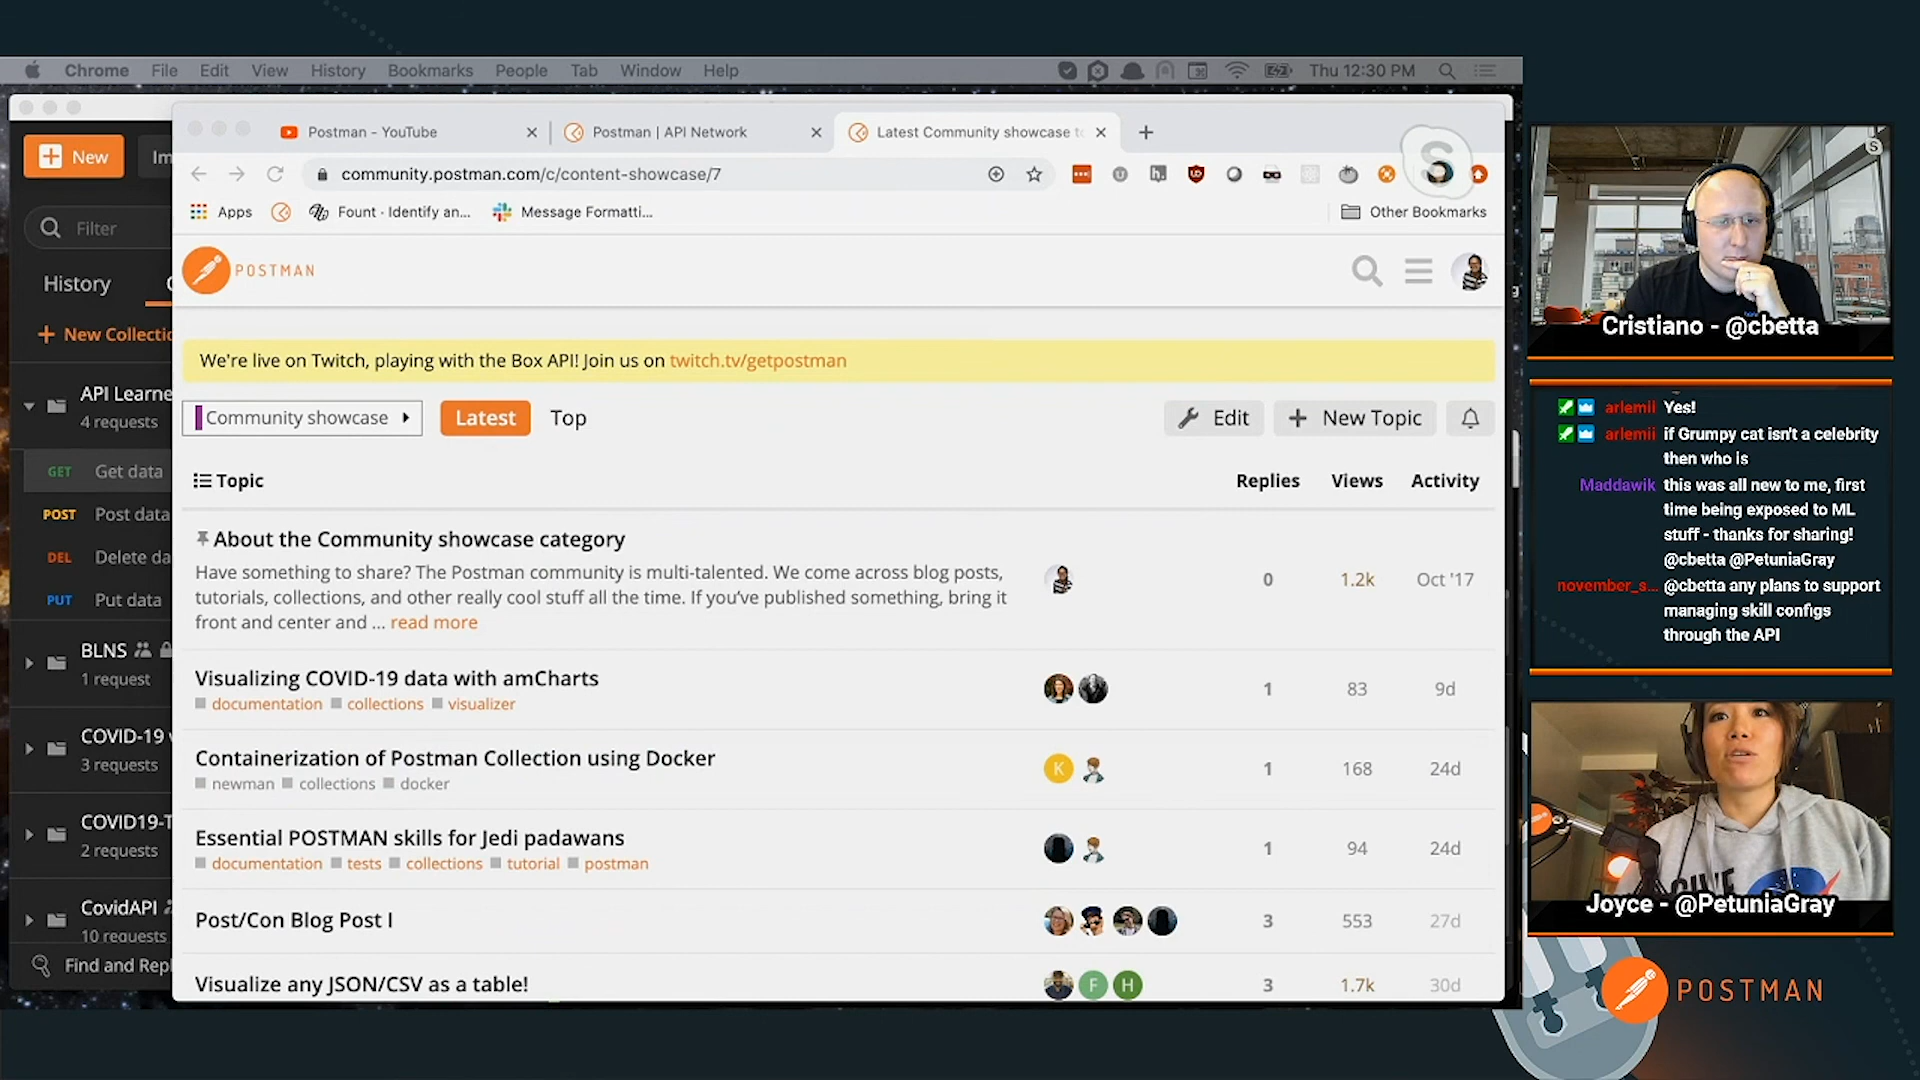 Chrome File Edit View History Bookmarks People Tab Window Help
Thu 12:30 PM
New
Im
Filter
History
C
New Collectio
API Learne
4 requests
GET Get data
POST Post data
DEL Delete da
PUT Put data
BLNS
1 request
COVID-19 v
3 requests
COVID19-T
2 requests
CovidAPI
10 requests
Find and Repl
Postman - YouTube
Postman | API Network
Latest Community showcase to
community.postman.com/c/content-showcase/7
Apps
Fount - Identify an...
Message Formatti...
Other Bookmarks
POSTMAN
We're live on Twitch, playing with the Box API! Join us on twitch.tv/getpostman
Community showcase
Latest
Top
Edit
New Topic
Topic Replies Views Activity
About the Community showcase category
Have something to share? The Postman community is multi-talented. We come across blog posts,
tutorials, collections, and other really cool stuff all the time. If you've published something, bring it
front and center and ... read more
0 1.2k Oct '17
Visualizing COVID-19 data with amCharts
documentation collections visualizer
1 83 9d
Containerization of Postman Collection using Docker
newman collections docker
K
1 168 24d
Essential POSTMAN skills for Jedi padawans
documentation tests collections tutorial postman
1 94 24d
Post/Con Blog Post I
3 553 27d
Visualize any JSON/CSV as a table!
F H
3 1.7k 30d
S
Cristiano - @cbetta
arlemii Yes!
arlemii if Grumpy cat isn't a celebrity
then who is
Maddawik this was all new to me, first
time being exposed to ML
stuff - thanks for sharing!
@cbetta @PetuniaGray
november_s... @cbetta any plans to support
managing skill configs
through the API
Joyce - @PetuniaGray
POSTMAN